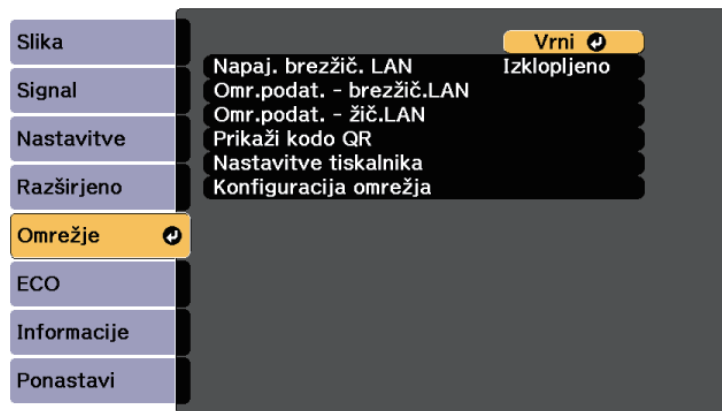 Slika
Signal
Nastavitve
Razširjeno
Omrežje
ECO
Informacije
Ponastavi
Vrni
Napaj. brezžič. LAN Izklopljeno
Omr.podat. - brezžič.LAN
Omr.podat. - žič.LAN
Prikaži kodo QR
Nastavitve tiskalnika
Konfiguracija omrežja